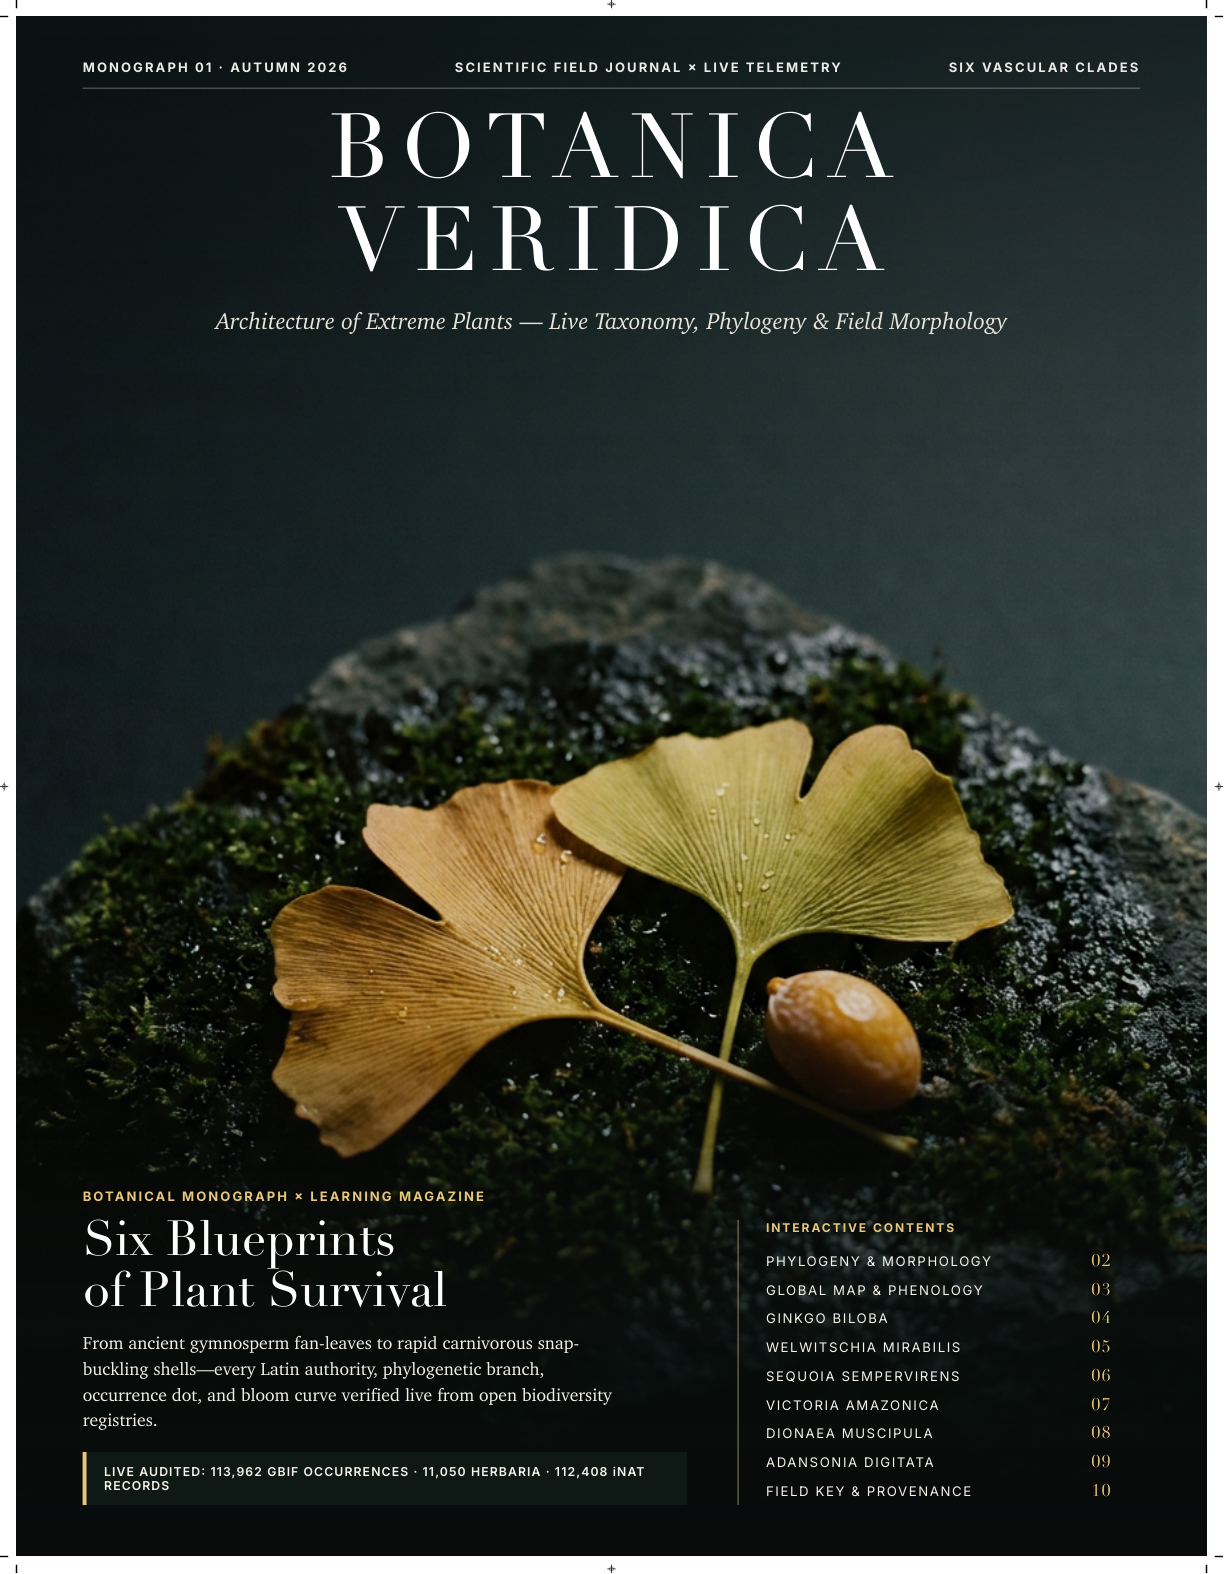 MONOGRAPH 01 · AUTUMN 2026
SCIENTIFIC FIELD JOURNAL × LIVE TELEMETRY
SIX VASCULAR CLADES
BOTANICA
VERIDICA
Architecture of Extreme Plants — Live Taxonomy, Phylogeny & Field Morphology
BOTANICAL MONOGRAPH × LEARNING MAGAZINE
Six Blueprints
of Plant Survival
From ancient gymnosperm fan-leaves to rapid carnivorous snap-
buckling shells—every Latin authority, phylogenetic branch,
occurrence dot, and bloom curve verified live from open biodiversity
registries.
LIVE AUDITED: 113,962 GBIF OCCURRENCES · 11,050 HERBARIA · 112,408 iNAT
RECORDS
INTERACTIVE CONTENTS
PHYLOGENY & MORPHOLOGY 02
GLOBAL MAP & PHENOLOGY 03
GINKGO BILOBA 04
WELWITSCHIA MIRABILIS 05
SEQUOIA SEMPERVIRENS 06
VICTORIA AMAZONICA 07
DIONAEA MUSCIPULA 08
ADANSONIA DIGITATA 09
FIELD KEY & PROVENANCE 10